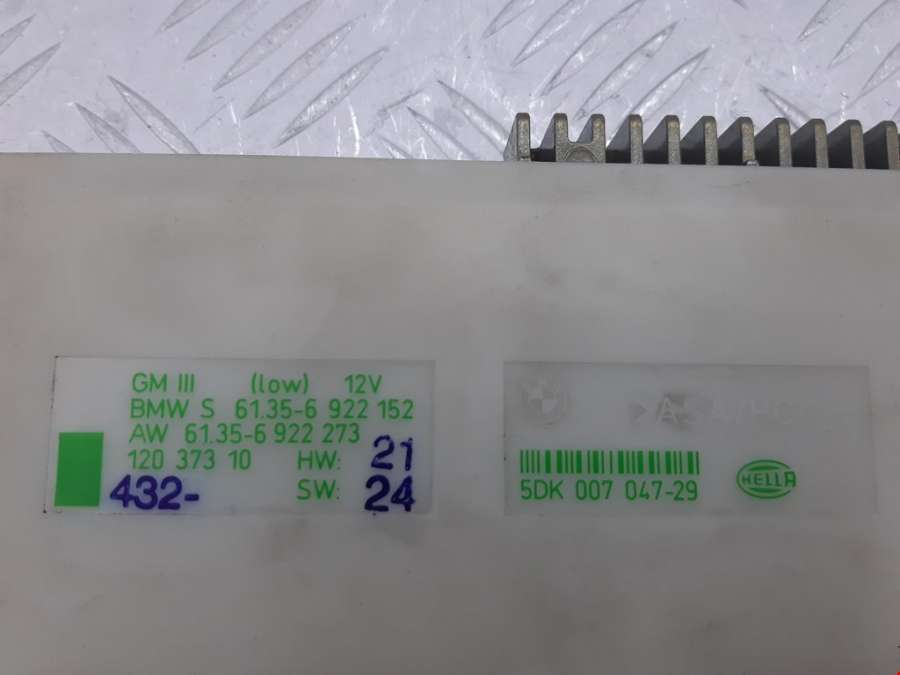 GM III (low) 12V
BMW S 61.35-6 922 152
AW 61.35-6 922 273
120 373 10 HW: 21
432- SW: 24
5DK 007 047-29
HELLA